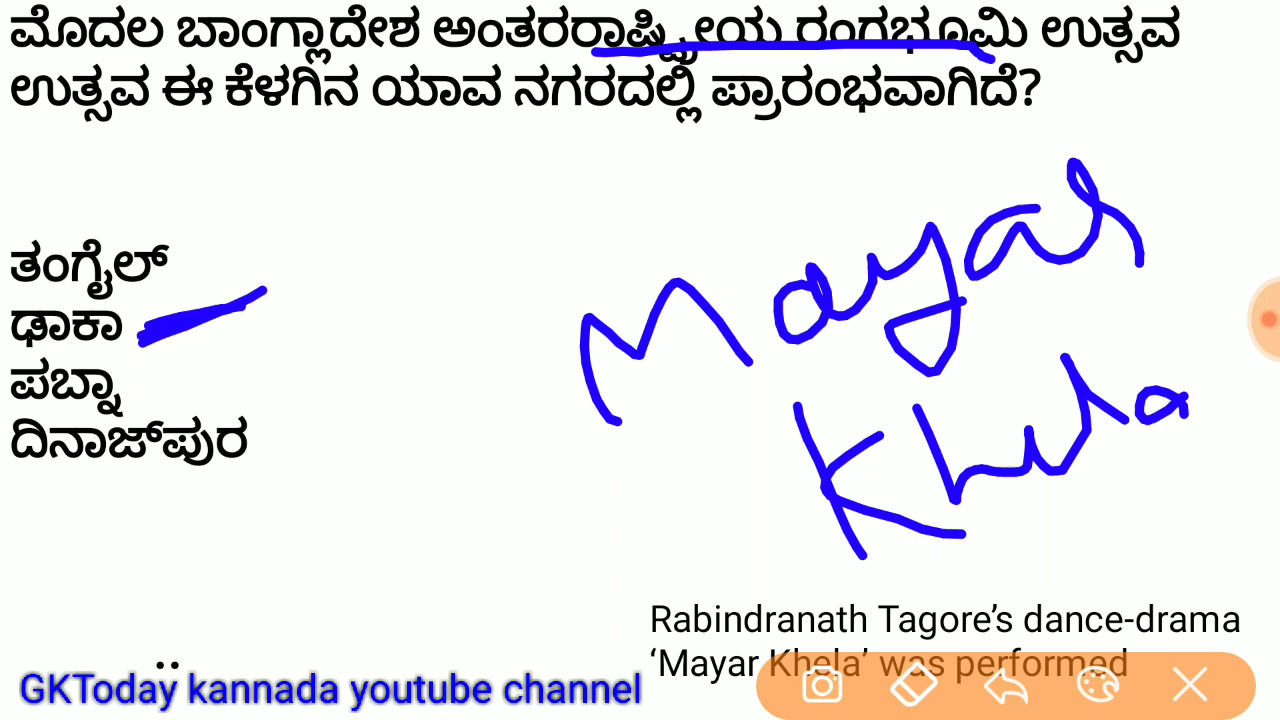 ಮೊದಲ ಬಾಂಗ್ಲಾದೇಶ ಅಂತರರಾಷ್ಟ್ರೀಯ ರಂಗಭೂಮಿ ಉತ್ಸವ
ಉತ್ಸವ ಈ ಕೆಳಗಿನ ಯಾವ ನಗರದಲ್ಲಿ ಪ್ರಾರಂಭವಾಗಿದೆ?
ತಂಗೈಲ್
ಢಾಕಾ
ಪಬ್ನಾ
ದಿನಾಜ್‌ಪುರ
Mayar
Khela
Rabindranath Tagore’s dance-drama
‘Mayar Khela’ was performed
GKToday kannada youtube channel